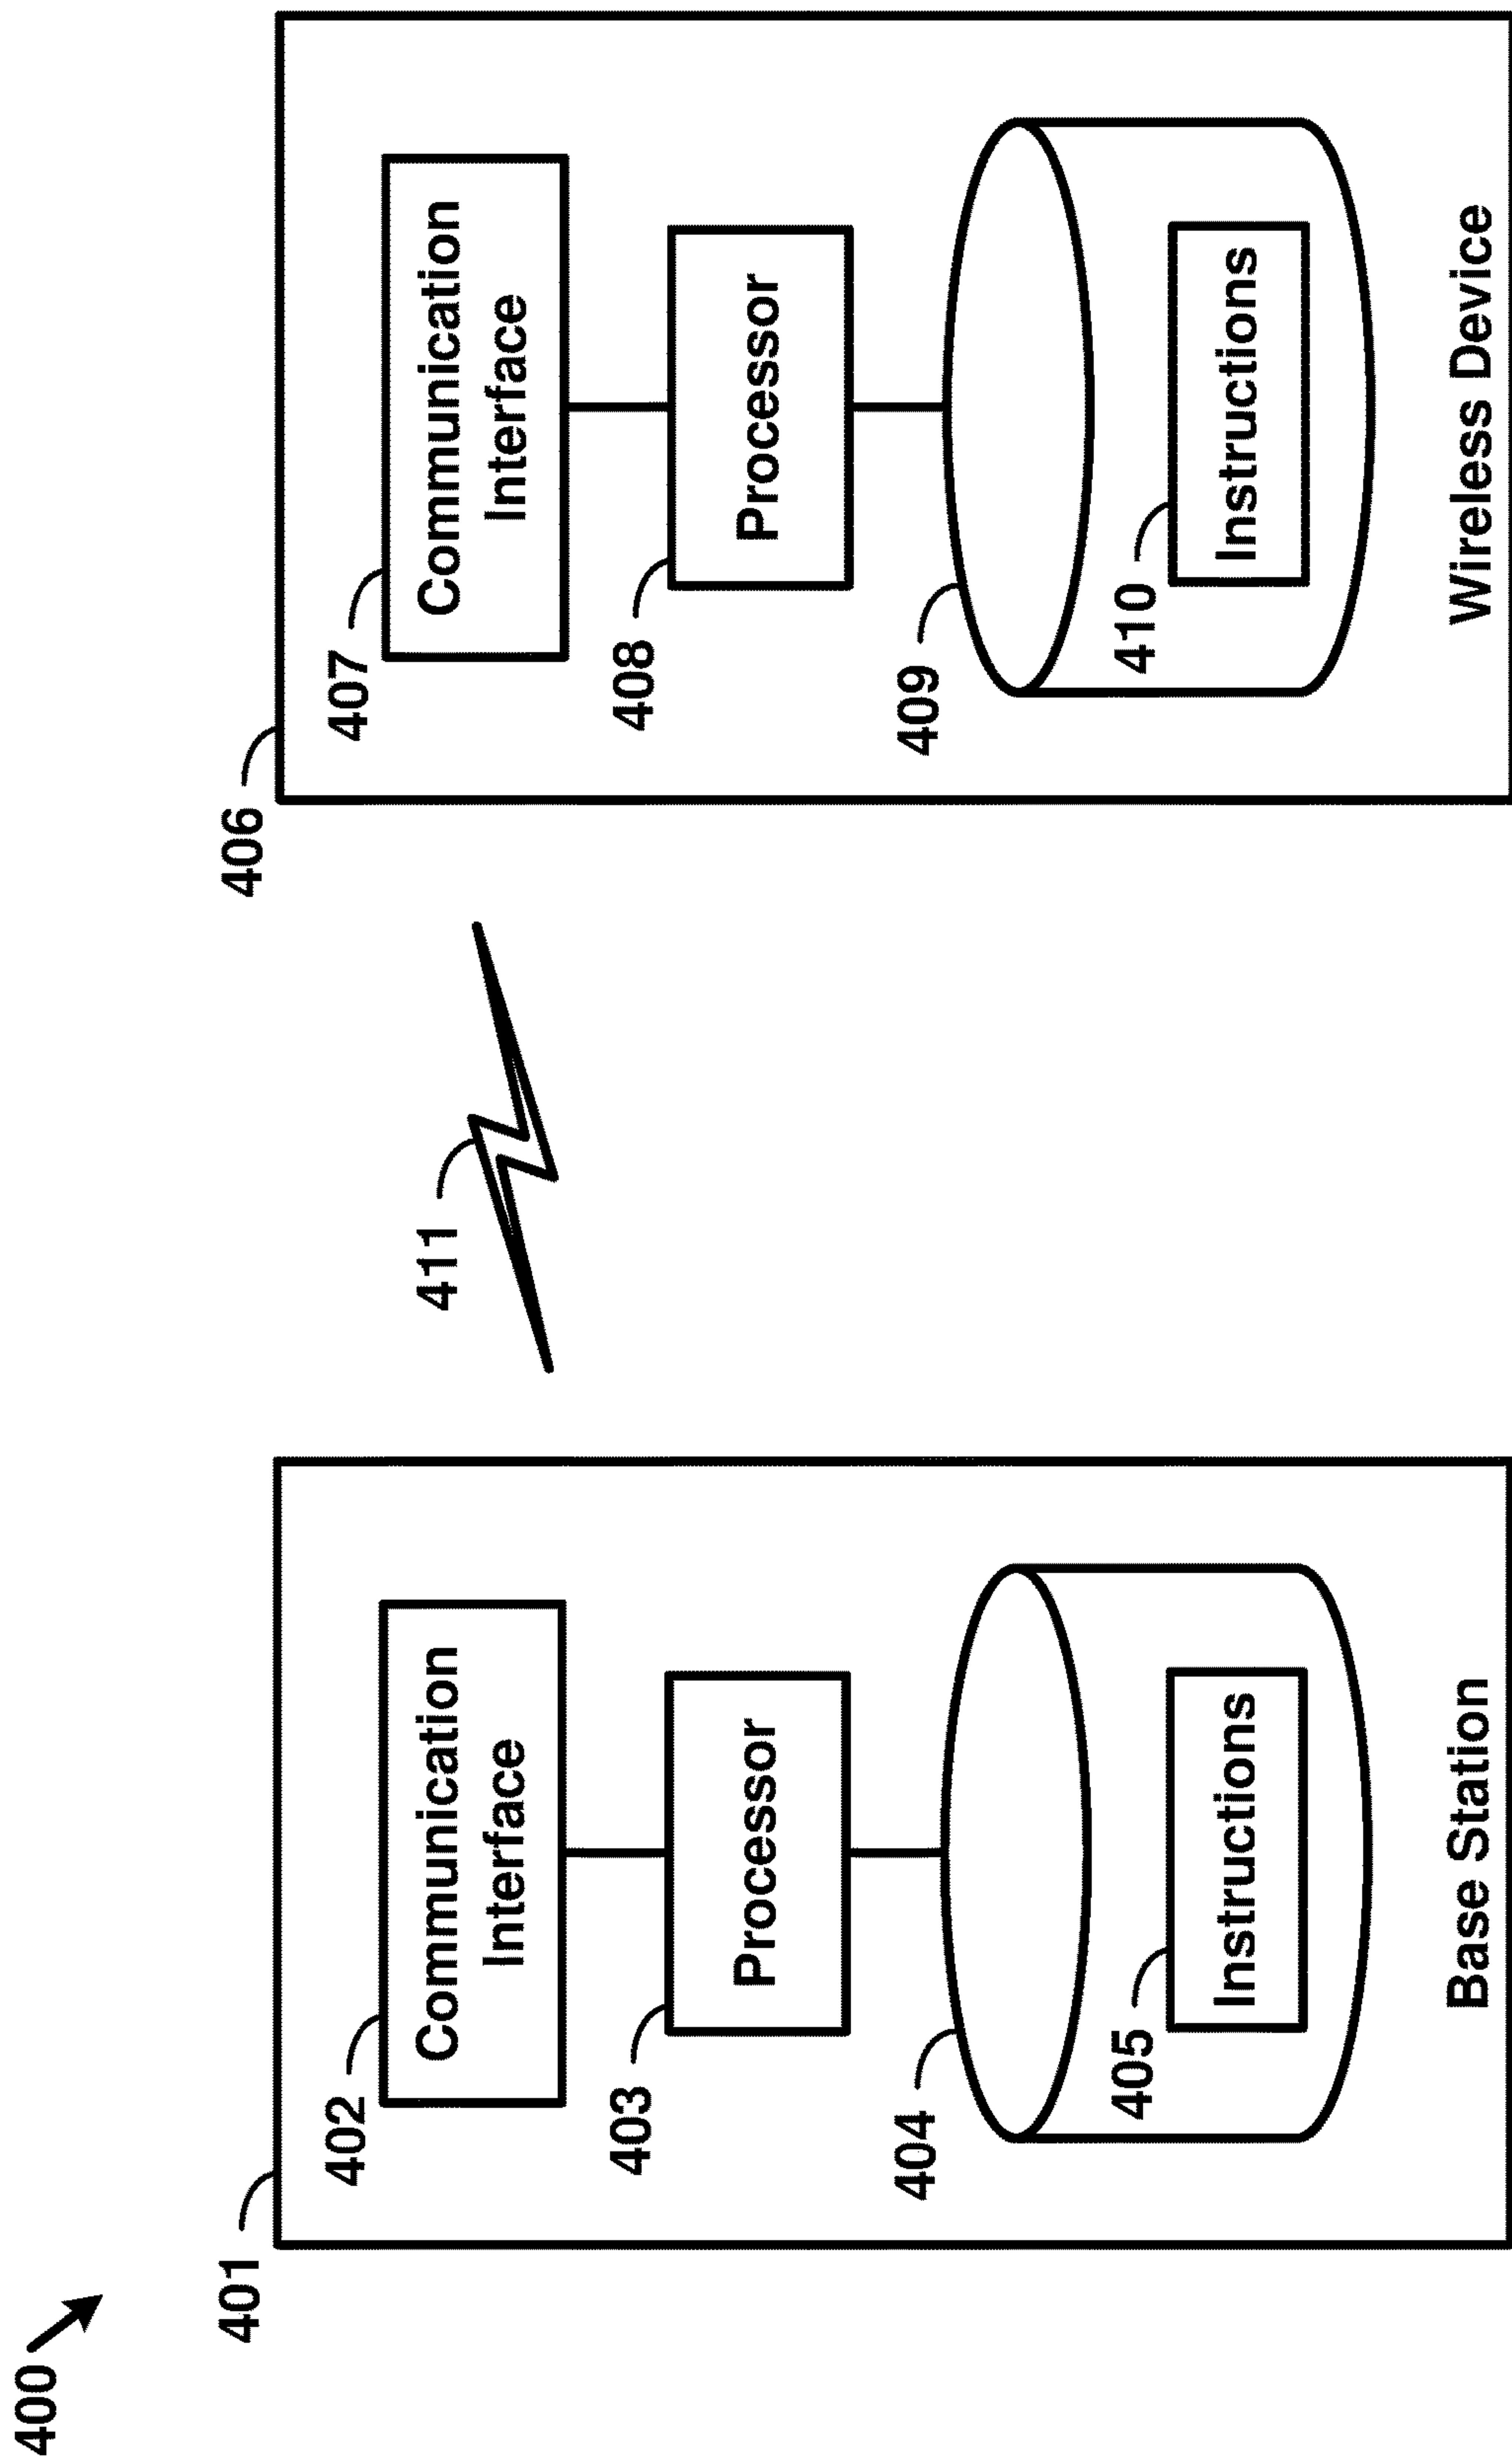 400
401
402
Communication
Interface
403
Processor
404
405
Instructions
Base Station
411
406
407
Communication
Interface
408
Processor
409
410
Instructions
Wireless Device